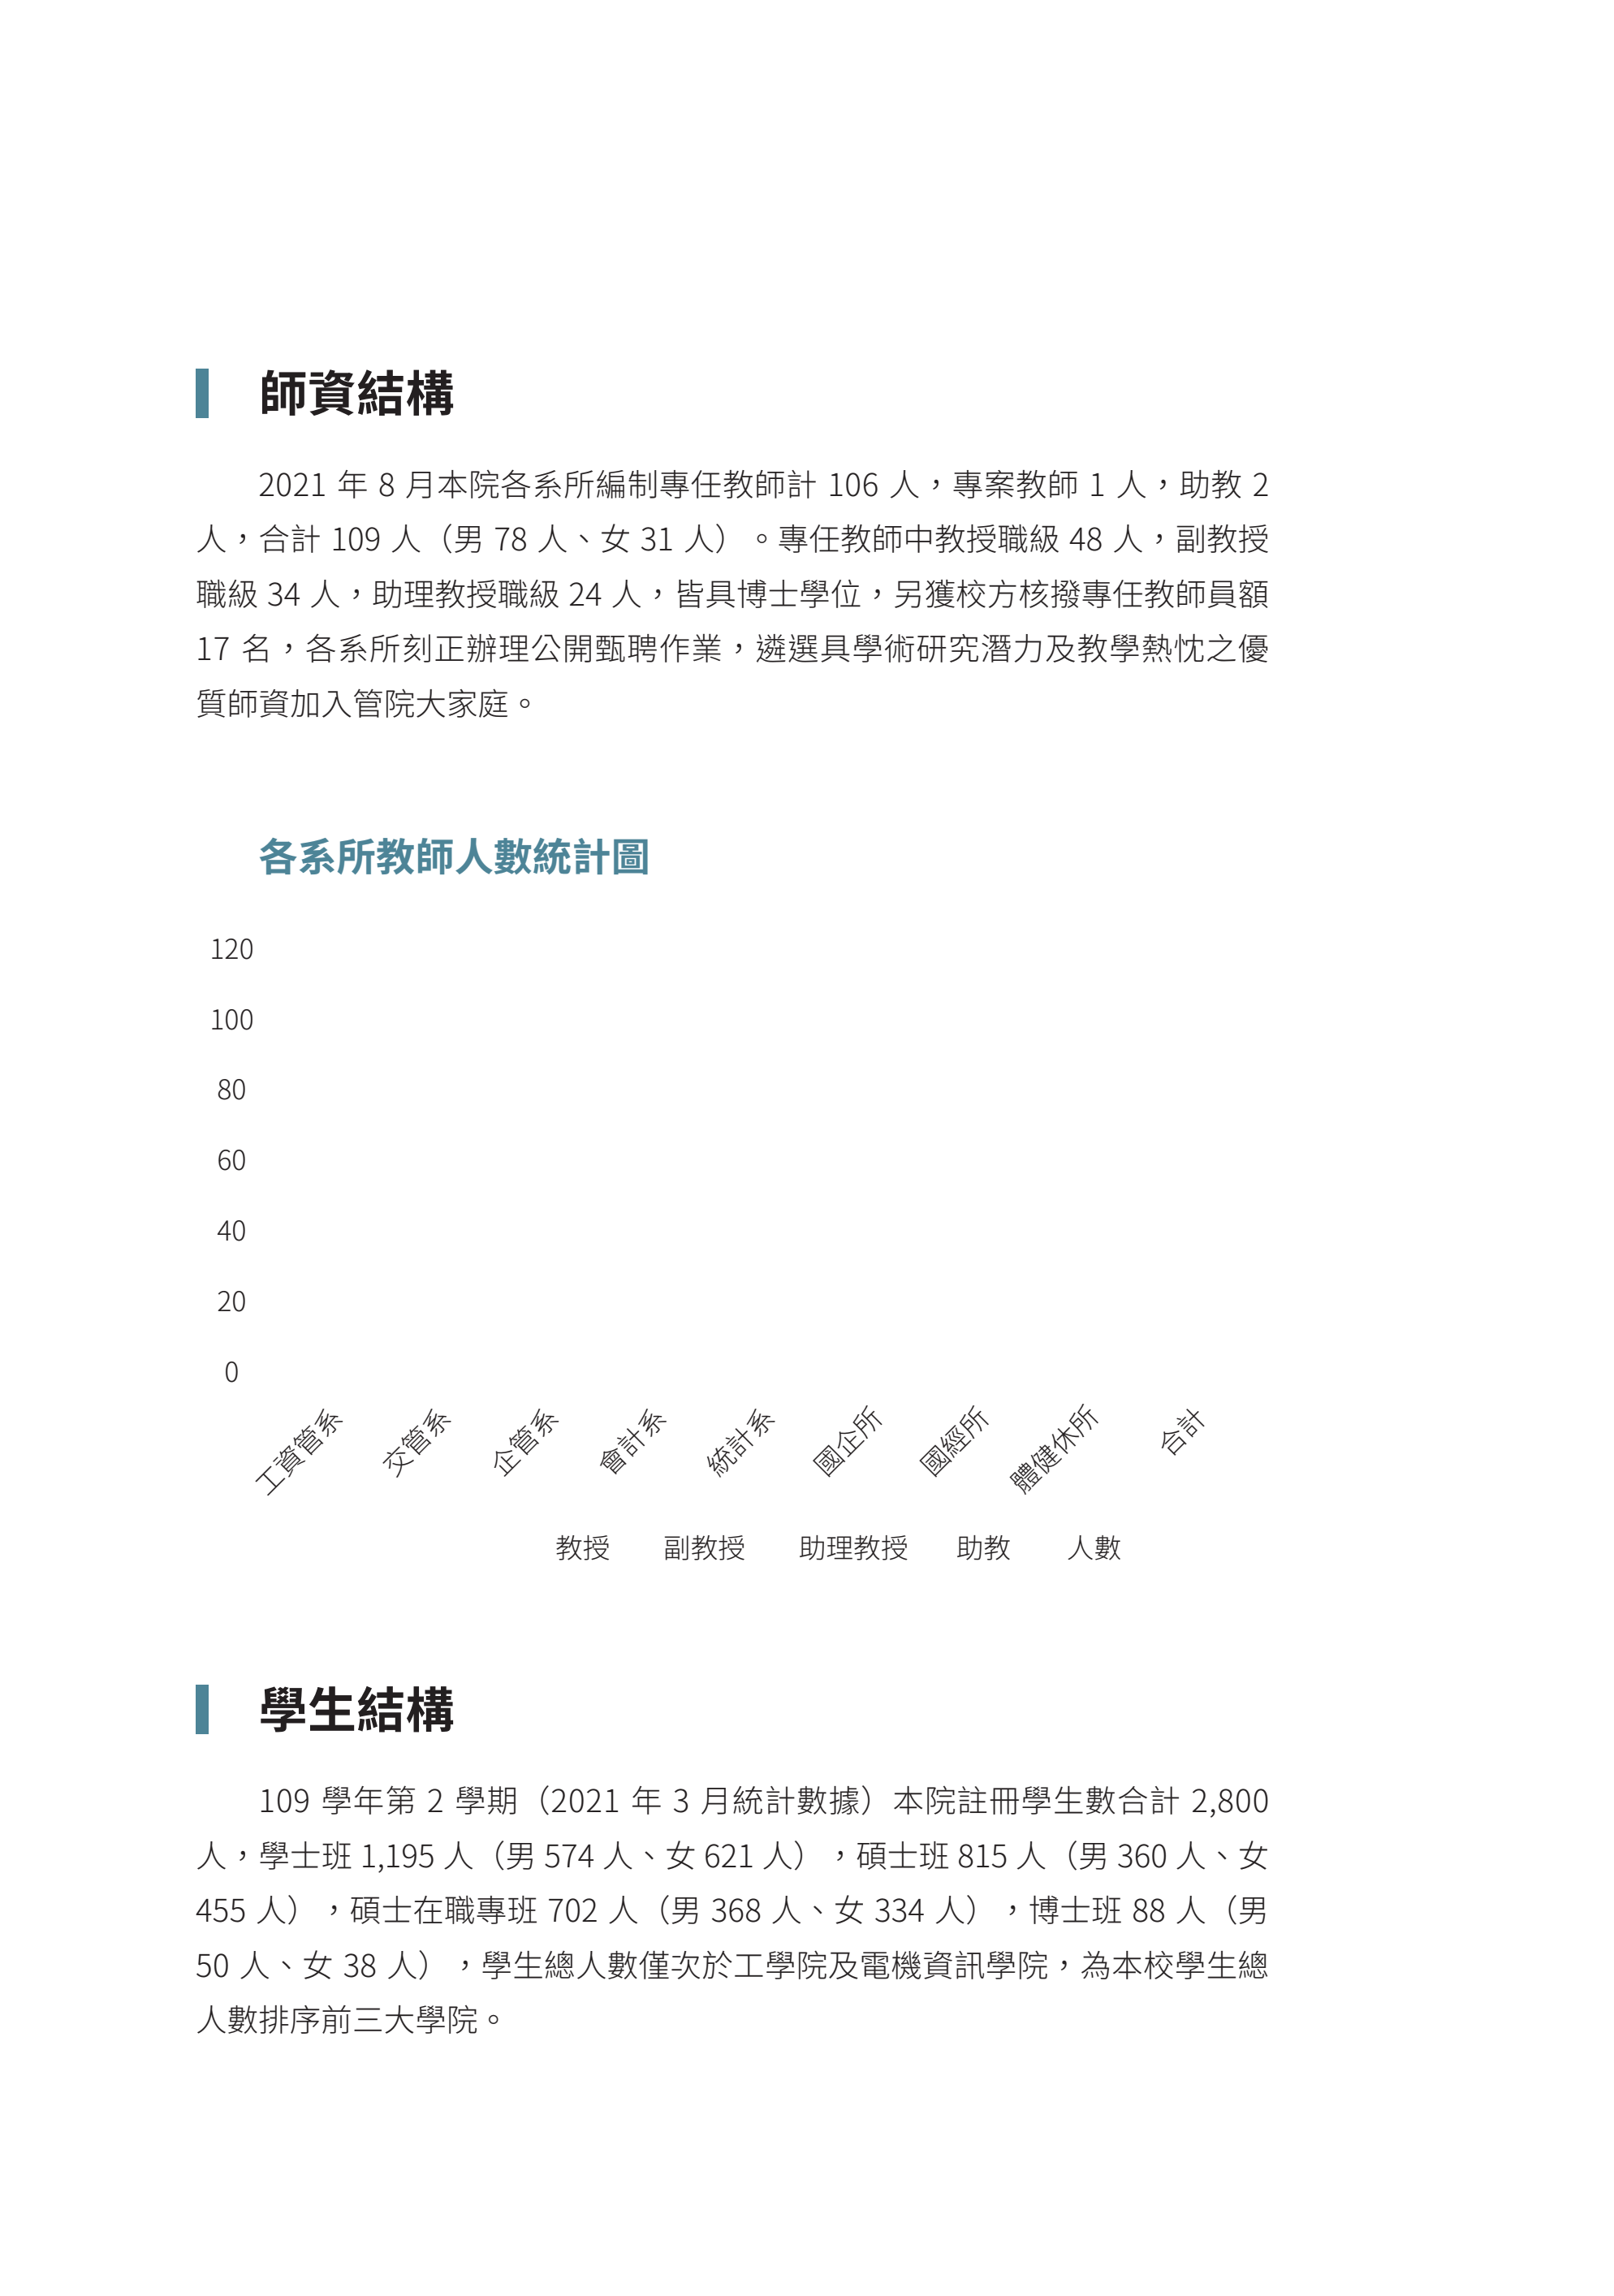 師資結構
2021 年 8 月本院各系所編制專任教師計 106 人，專案教師 1 人，助教 2
人，合計 109 人（男 78 人、女 31 人）。專任教師中教授職級 48 人，副教授
職級 34 人，助理教授職級 24 人，皆具博士學位，另獲校方核撥專任教師員額
17 名，各系所刻正辦理公開甄聘作業，遴選具學術研究潛力及教學熱忱之優
質師資加入管院大家庭。
各系所教師人數統計圖
120
100
80
60
40
20
0
工資管系 交管系 企管系 會計系 統計系 國企所 國經所 體健休所 合計
教授 副教授 助理教授 助教 人數
學生結構
109 學年第 2 學期（2021 年 3 月統計數據）本院註冊學生數合計 2,800
人，學士班 1,195 人（男 574 人、女 621 人），碩士班 815 人（男 360 人、女
455 人），碩士在職專班 702 人（男 368 人、女 334 人），博士班 88 人（男
50 人、女 38 人），學生總人數僅次於工學院及電機資訊學院，為本校學生總
人數排序前三大學院。